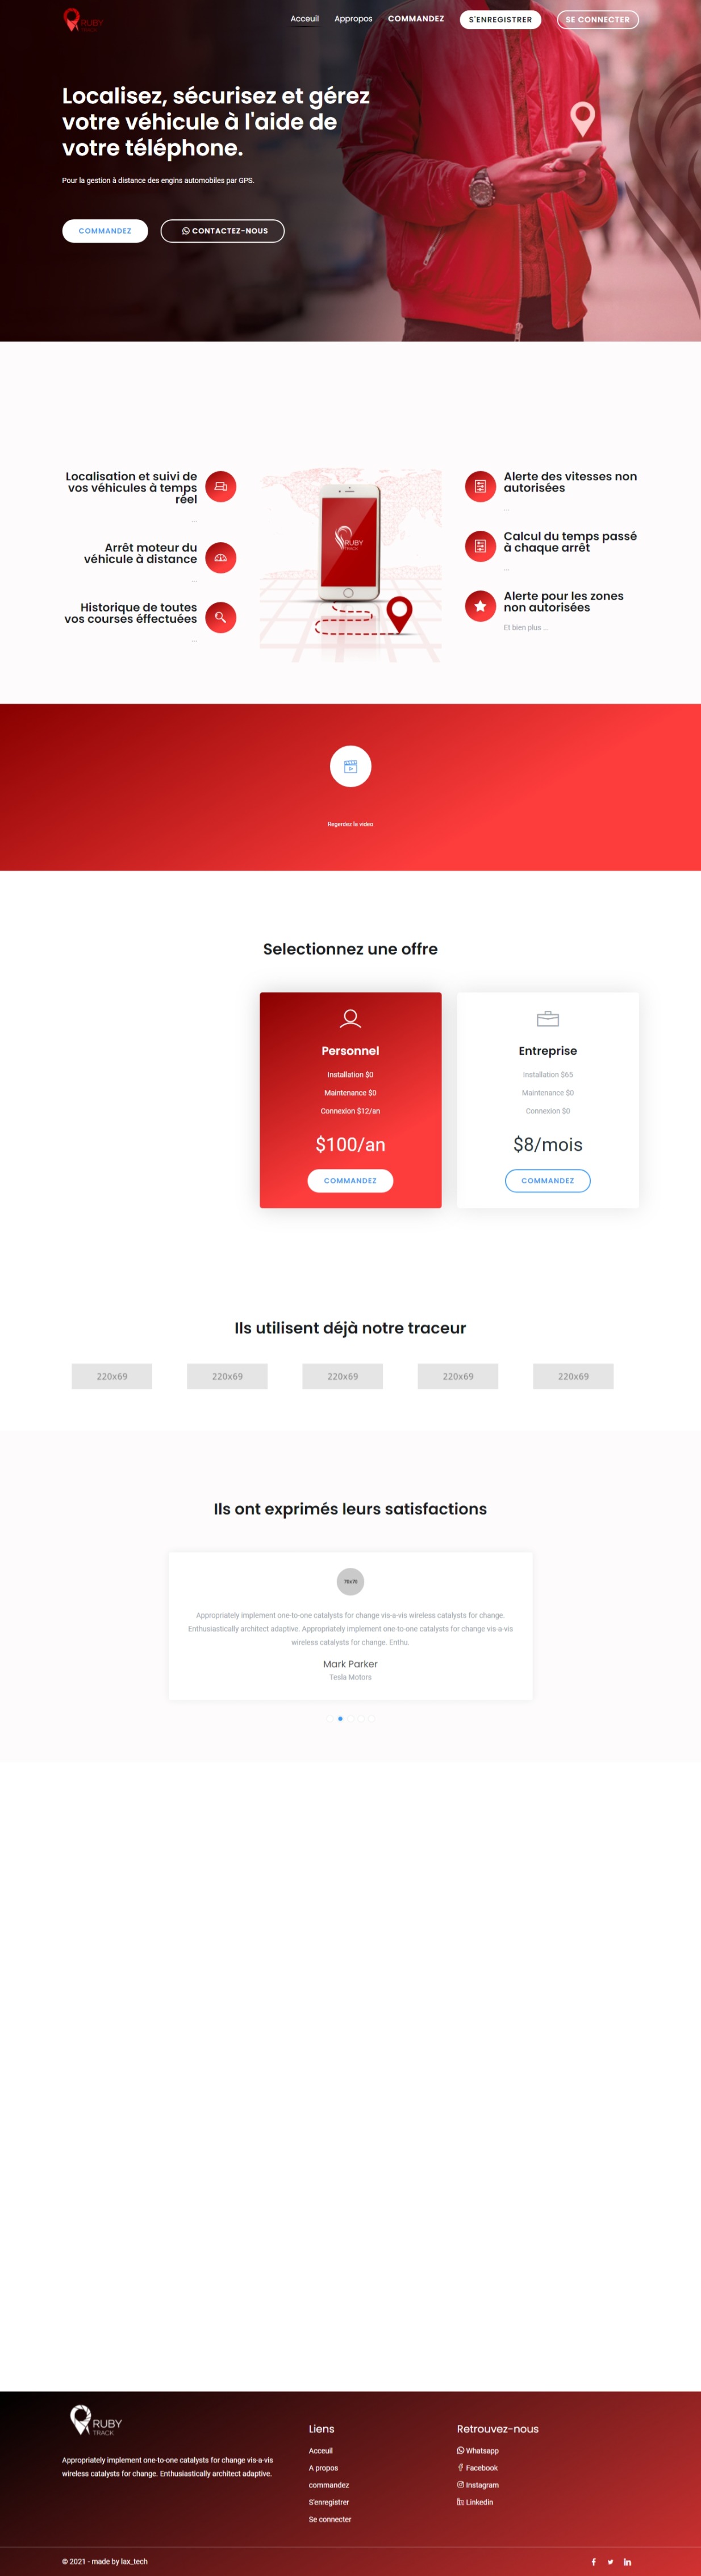 RUBY
TRACK
Acceuil
Appropos
COMMANDEZ
S'ENREGISTRER
SE CONNECTER
Localisez, sécurisez et gérez
votre véhicule à l'aide de
votre téléphone.
Pour la gestion à distance des engins automobiles par GPS.
COMMANDEZ
CONTACTEZ-NOUS
Localisation et suivi de
vos véhicules à temps
réel
...
Arrêt moteur du
véhicule à distance
...
Historique de toutes
vos courses éffectuées
...
RUBY
TRACK
Alerte des vitesses non
autorisées
...
Calcul du temps passé
à chaque arrêt
...
Alerte pour les zones
non autorisées
Et bien plus ...
Regerdez la video
Selectionnez une offre
Personnel
Installation $0
Maintenance $0
Connexion $12/an
$100/an
COMMANDEZ
Entreprise
Installation $65
Maintenance $0
Connexion $0
$8/mois
COMMANDEZ
Ils utilisent déjà notre traceur
220x69
220x69
220x69
220x69
220x69
Ils ont exprimés leurs satisfactions
70x70
Appropriately implement one-to-one catalysts for change vis-a-vis wireless catalysts for change.
Enthusiastically architect adaptive. Appropriately implement one-to-one catalysts for change vis-a-vis
wireless catalysts for change. Enthu.
Mark Parker
Tesla Motors
RUBY
TRACK
Appropriately implement one-to-one catalysts for change vis-a-vis
wireless catalysts for change. Enthusiastically architect adaptive.
Liens
Acceuil
A propos
commandez
S'enregistrer
Se connecter
Retrouvez-nous
Whatsapp
Facebook
Instagram
Linkedin
© 2021 - made by lax_tech